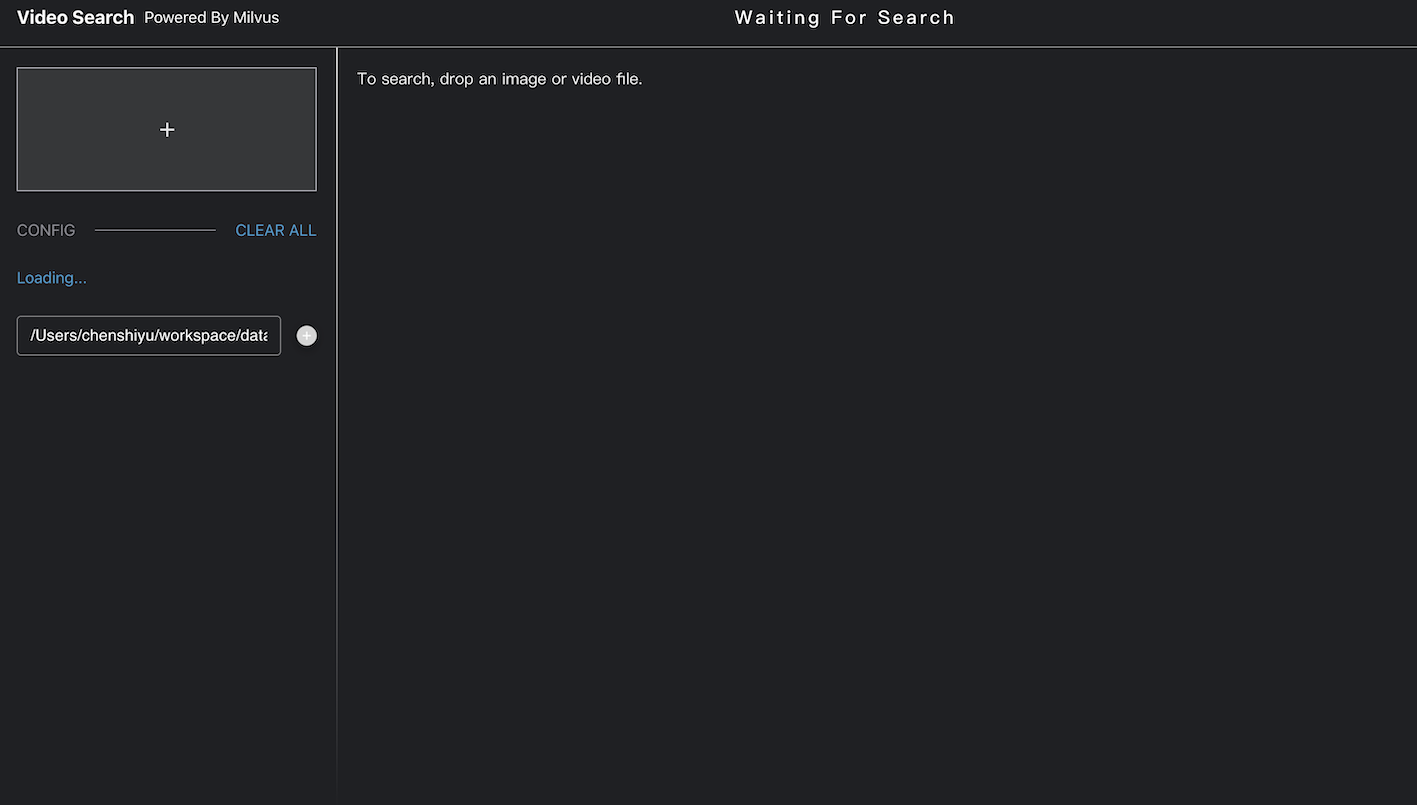 Video Search Powered By Milvus
Waiting For Search
To search, drop an image or video file.
+
CONFIG
CLEAR ALL
Loading...
/Users/chenshiyu/workspace/data
+